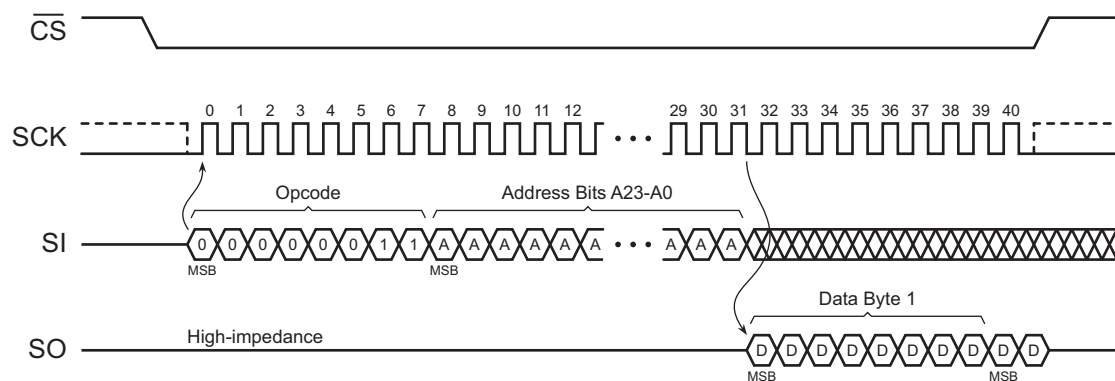 CS
0 1 2 3 4 5 6 7 8 9 10 11 12 29 30 31 32 33 34 35 36 37 38 39 40
SCK
Opcode Address Bits A23-A0
SI 0 0 0 0 0 0 1 1 A A A A A A A A A
MSB MSB
Data Byte 1
High-impedance
SO D D D D D D D D D D
MSB MSB